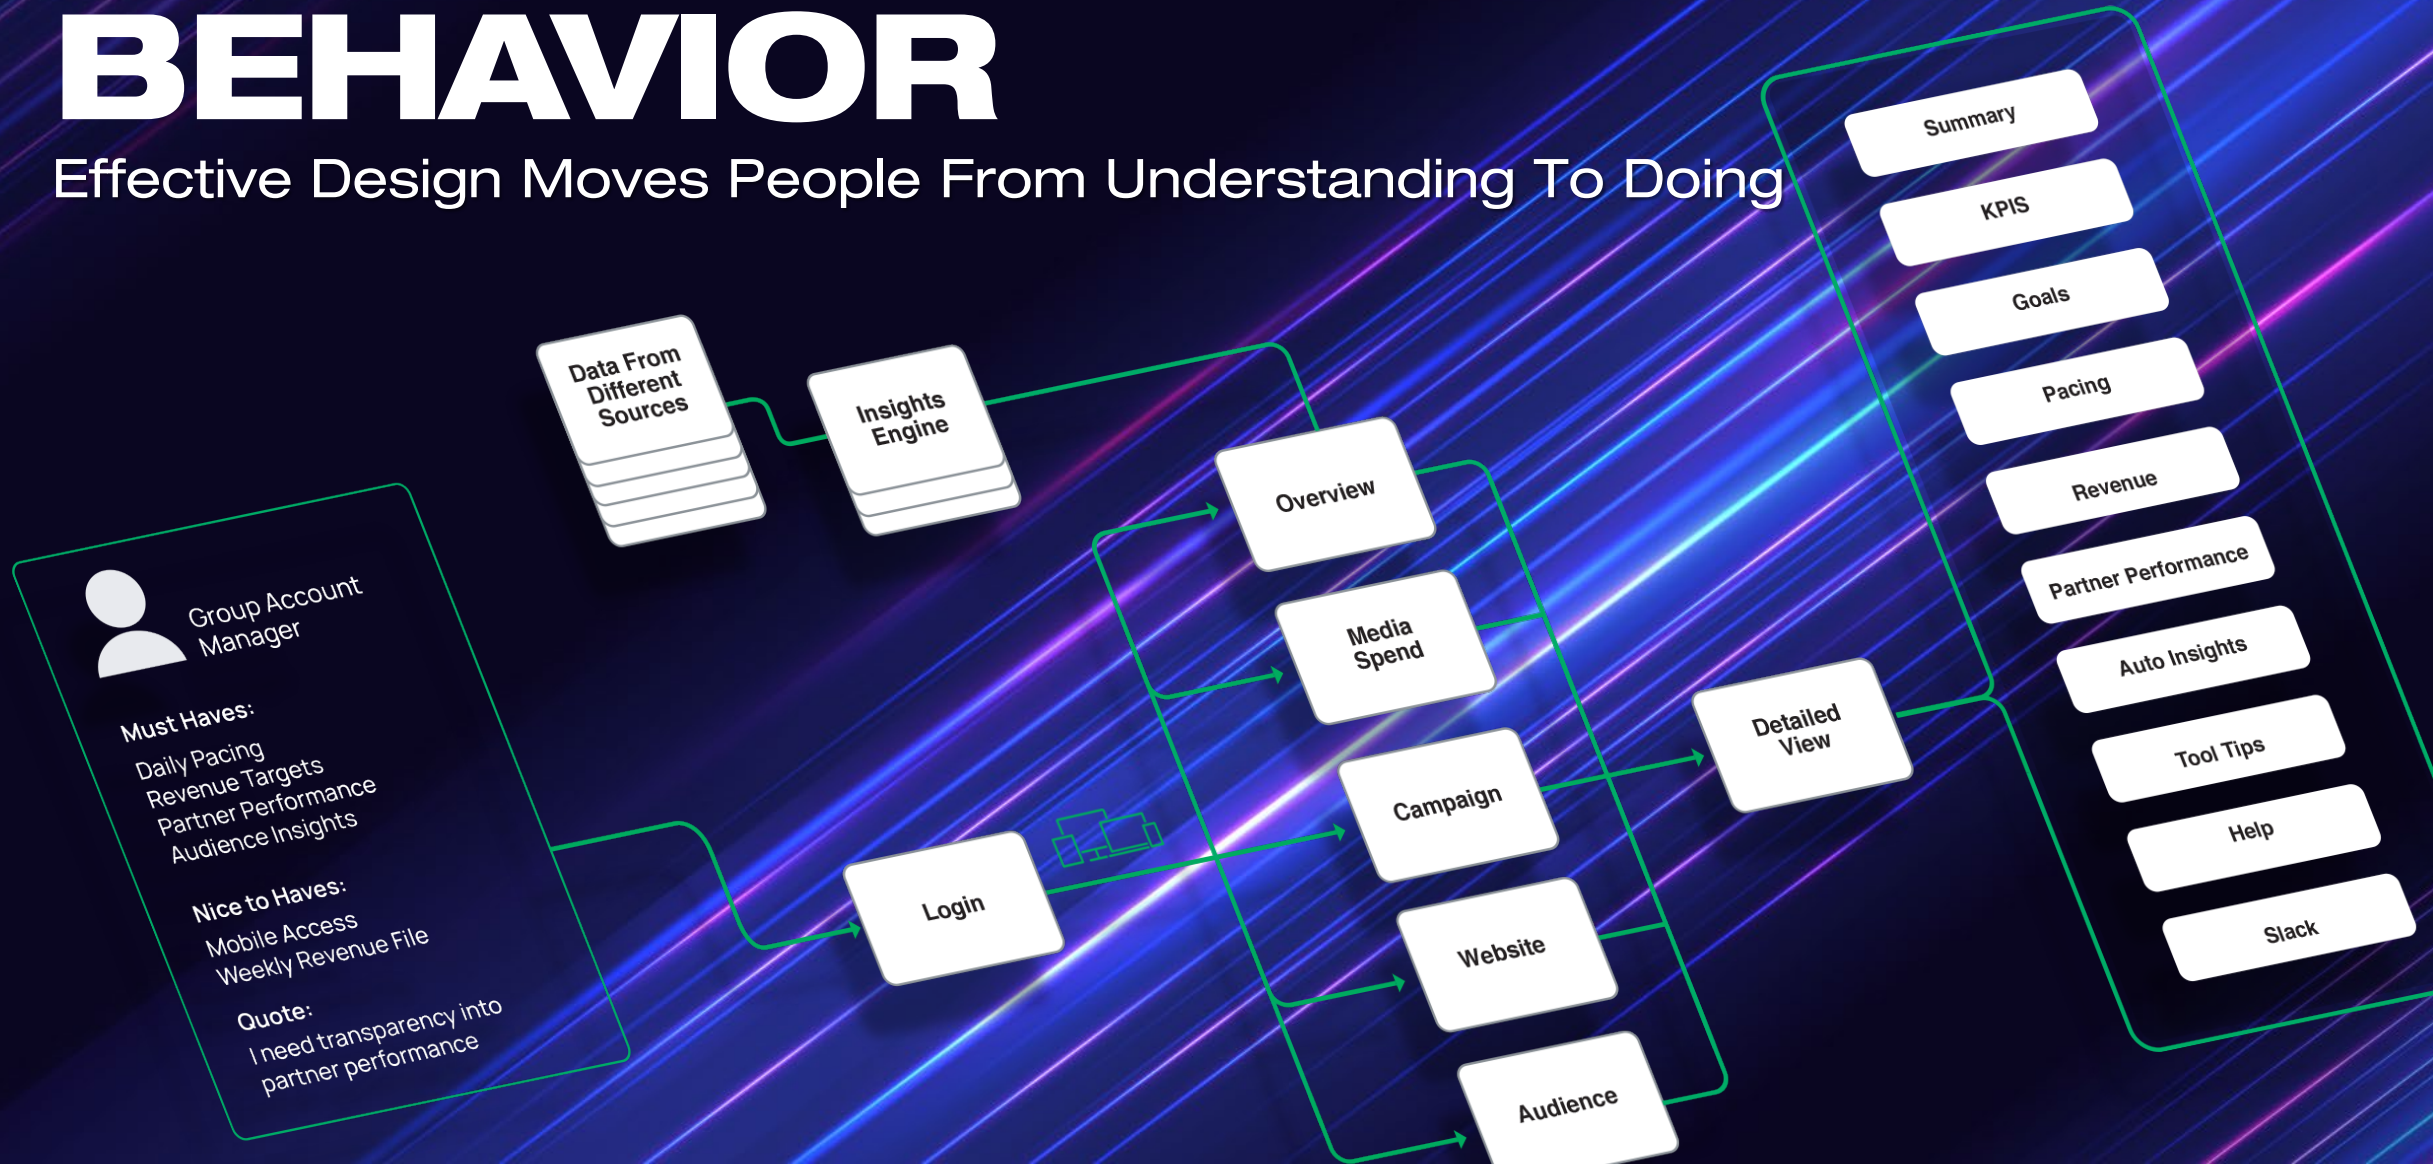 BEHAVIOR
Effective Design Moves People From Understanding To Doing
Data From
Different
Sources
Insights
Engine
Group Account
Manager
Must Haves:
Daily Pacing
Revenue Targets
Partner Performance
Audience Insights
Nice to Haves:
Mobile Access
Weekly Revenue File
Quote:
I need transparency into
partner performance
Login
Overview
Media
Spend
Campaign
Website
Audience
Detailed
View
Summary
KPIS
Goals
Pacing
Revenue
Partner Performance
Auto Insights
Tool Tips
Help
Slack